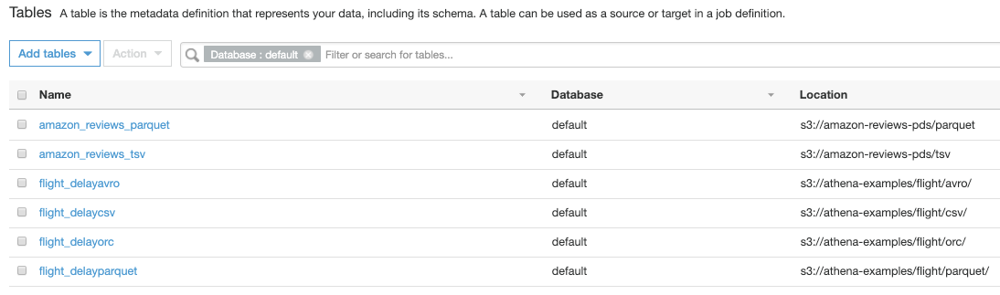 Tables A table is the metadata definition that represents your data, including its schema. A table can be used as a source or target in a job definition.
Add tables Action Database : default Filter or search for tables...
Name Database Location
amazon_reviews_parquet default s3://amazon-reviews-pds/parquet
amazon_reviews_tsv default s3://amazon-reviews-pds/tsv
flight_delayavro default s3://athena-examples/flight/avro/
flight_delaycsv default s3://athena-examples/flight/csv/
flight_delayorc default s3://athena-examples/flight/orc/
flight_delayparquet default s3://athena-examples/flight/parquet/